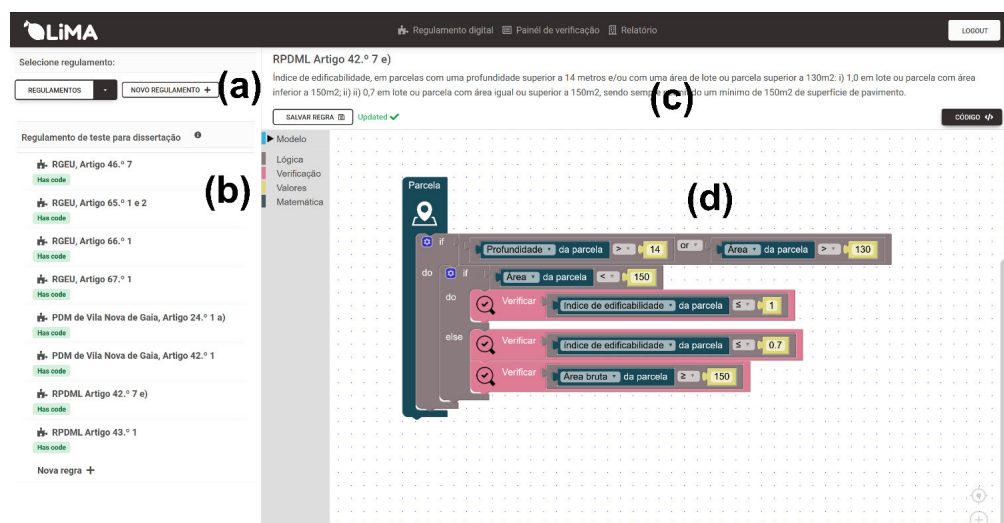 LiMA
Regulamento digital Painél de verificação Relatório
LOGOUT
Selecione regulamento:
REGULAMENTOS
NOVO REGULAMENTO +
(a)
Regulamento de teste para dissertação
RGEU, Artigo 46.º 7
Has code
RGEU, Artigo 65.º 1 e 2
Has code
RGEU, Artigo 66.º 1
Has code
RGEU, Artigo 67.º 1
Has code
PDM de Vila Nova de Gaia, Artigo 24.º 1 a)
Has code
PDM de Vila Nova de Gaia, Artigo 42.º 1
Has code
RPDML Artigo 42.º 7 e)
Has code
RPDML Artigo 43.º 1
Has code
Nova regra +
(b)
RPDML Artigo 42.º 7 e)
Índice de edificabilidade, em parcelas com uma profundidade superior a 14 metros e/ou com uma área de lote ou parcela superior a 130m2: i) 1,0 em lote ou parcela com área
inferior a 150m2; ii) ii) 0,7 em lote ou parcela com área igual ou superior a 150m2, sendo sempre um mínimo de 150m2 de superfície de pavimento.
(c)
SALVAR REGRA Updated
CÓDIGO </>
Modelo
Lógica
Verificação
Valores
Matemática
(d)
Parcela
if Profundidade da parcela > 14 or Área da parcela > 130
do if Área da parcela < 150
do Verificar Índice de edificabilidade da parcela ≤ 1
else Verificar Índice de edificabilidade da parcela ≤ 0.7
Verificar Área bruta da parcela ≥ 150